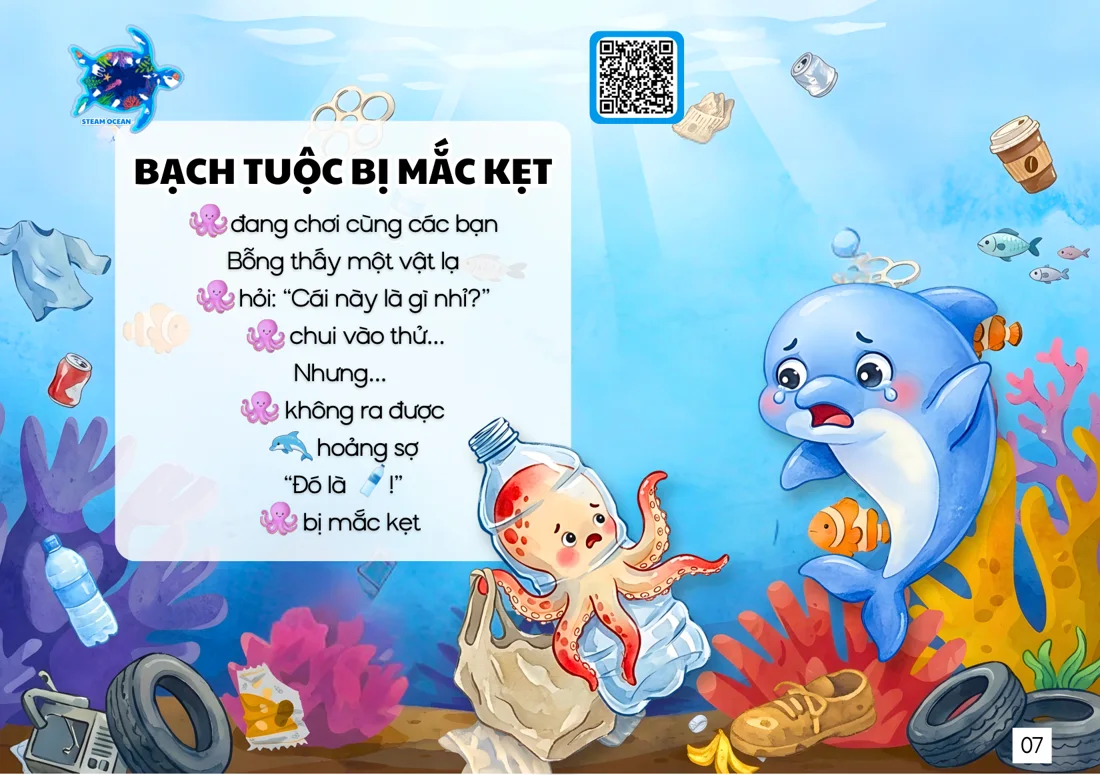 STEAM OCEAN
BẠCH TUỘC BỊ MẮC KẸT
đang chơi cùng các bạn
Bỗng thấy một vật lạ
hỏi: “Cái này là gì nhỉ?”
chui vào thử...
Nhưng...
không ra được
hoảng sợ
“Đó là !”
bị mắc kẹt
07